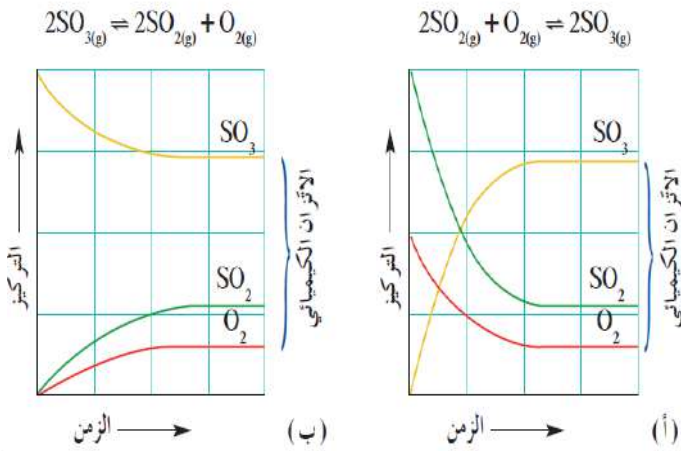 2SO₂(g) + O₂(g) ⇌ 2SO₃(g)
التركيز
SO₃
SO₂
O₂
الاتزان الكيميائي
الزمن
(أ)
2SO₃(g) ⇌ 2SO₂(g) + O₂(g)
التركيز
SO₃
SO₂
O₂
الاتزان الكيميائي
الزمن
(ب)